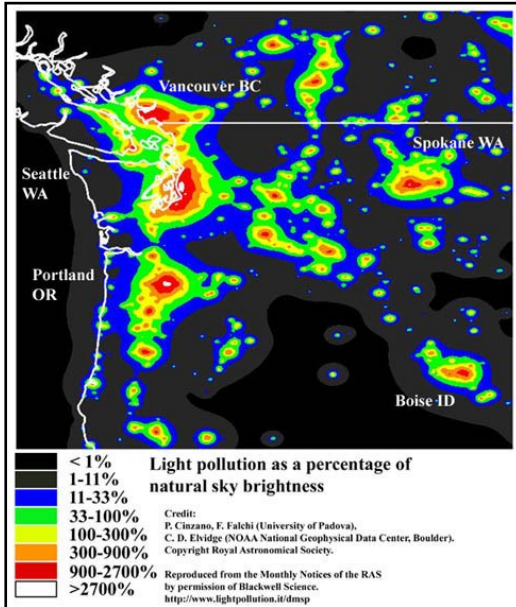 Vancouver BC
Spokane WA
Seattle
WA
Portland
OR
Boise ID
< 1%
1-11%
11-33%
33-100%
100-300%
300-900%
900-2700%
>2700%
Light pollution as a percentage of
natural sky brightness
Credit:
P. Cinzano, F. Falchi (University of Padova),
C. D. Elvidge (NOAA National Geophysical Data Center, Boulder).
Copyright Royal Astronomical Society.
Reproduced from the Monthly Notices of the RAS
by permission of Blackwell Science.
http://www.lightpollution.it/dmsp